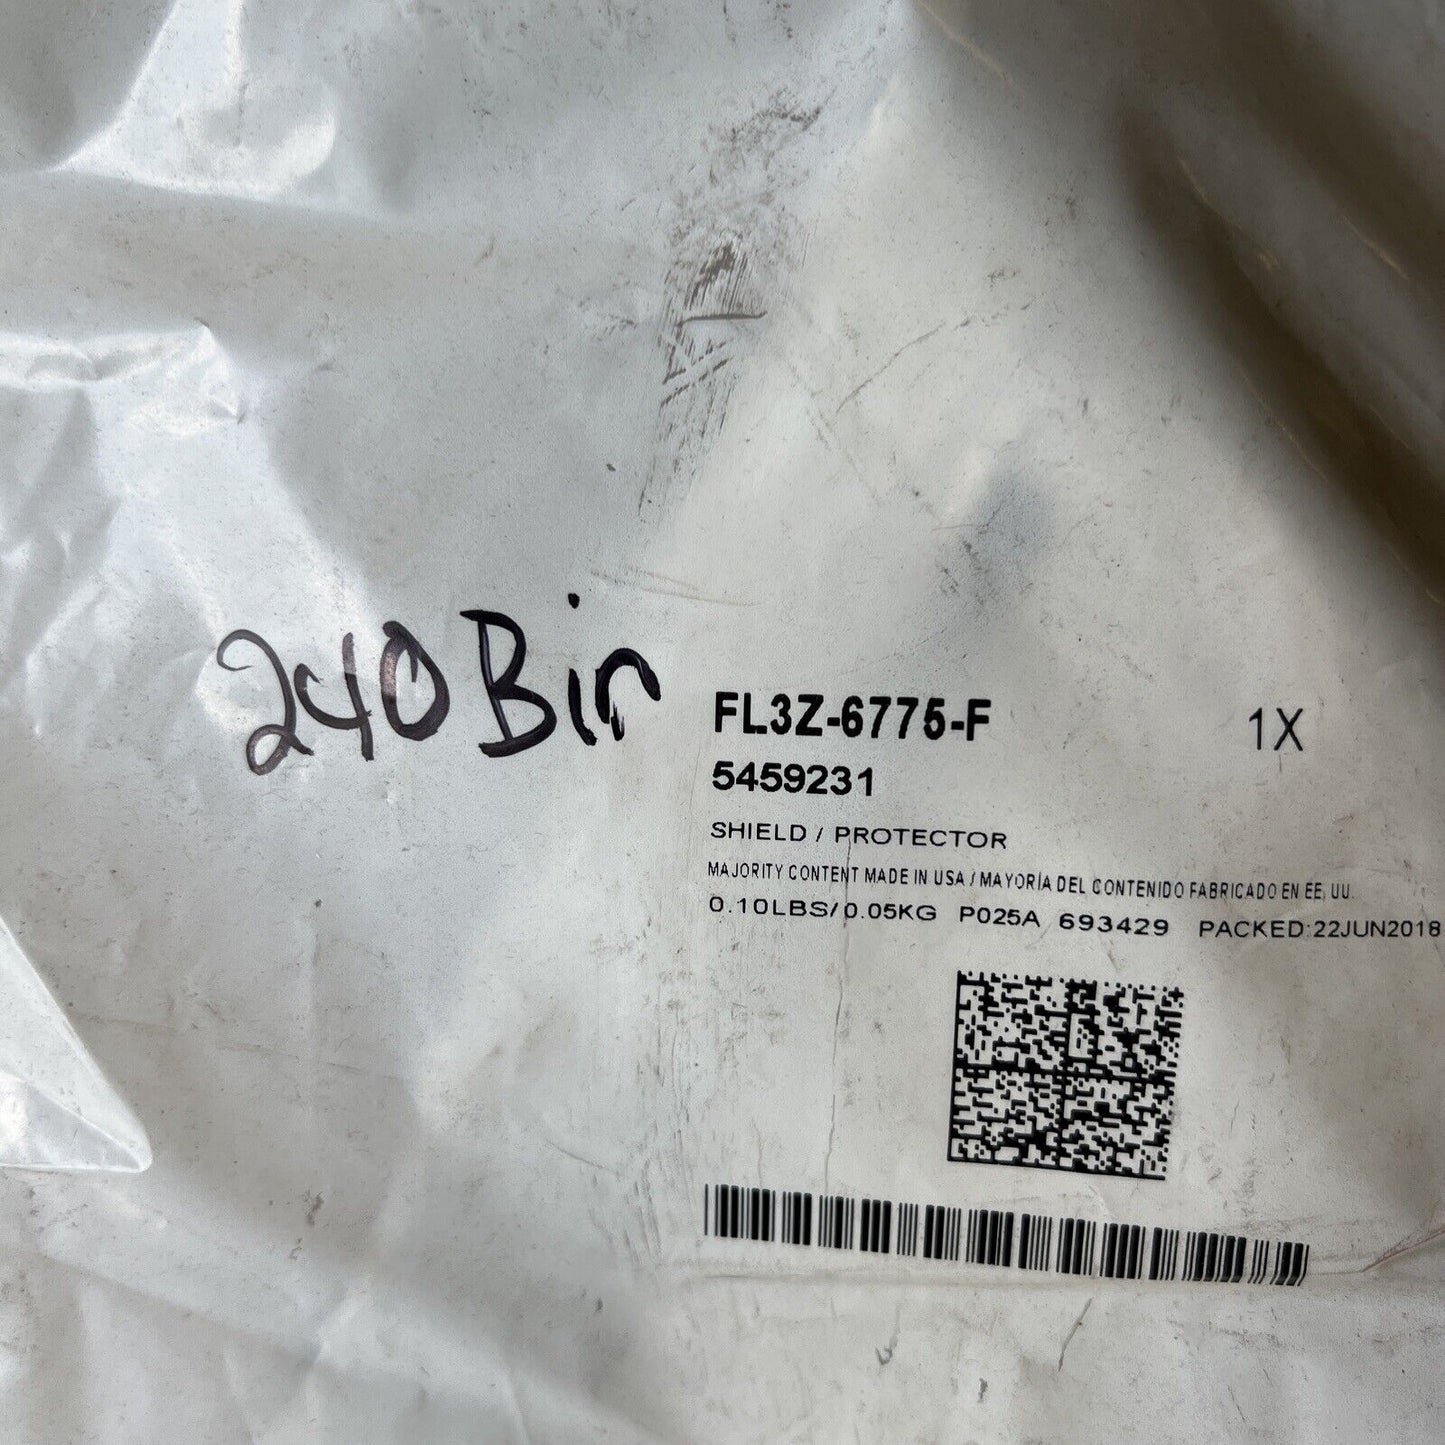 240 Bin
FL3Z-6775-F 1X
5459231
SHIELD / PROTECTOR
MAJORITY CONTENT MADE IN USA / MAYORÍA DEL CONTENIDO FABRICADO EN EE. UU.
0.10LBS/0.05KG P025A 693429 PACKED:22JUN2018